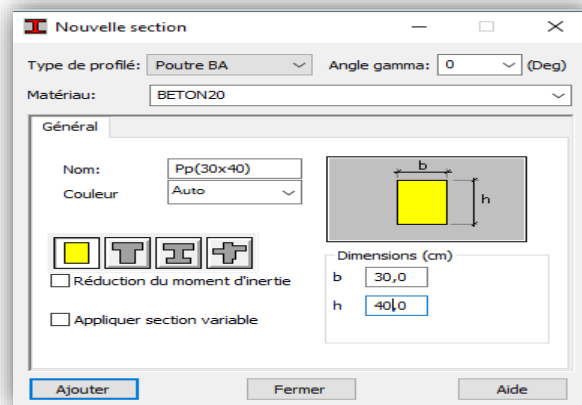 Nouvelle section
Type de profilé: Poutre BA Angle gamma: 0 (Deg)
Matériau: BETON20
Général
Nom: Pp(30x40)
Couleur Auto
b
h
Réduction du moment d'inertie
Appliquer section variable
Dimensions (cm)
b 30,0
h 40,0
Ajouter Fermer Aide